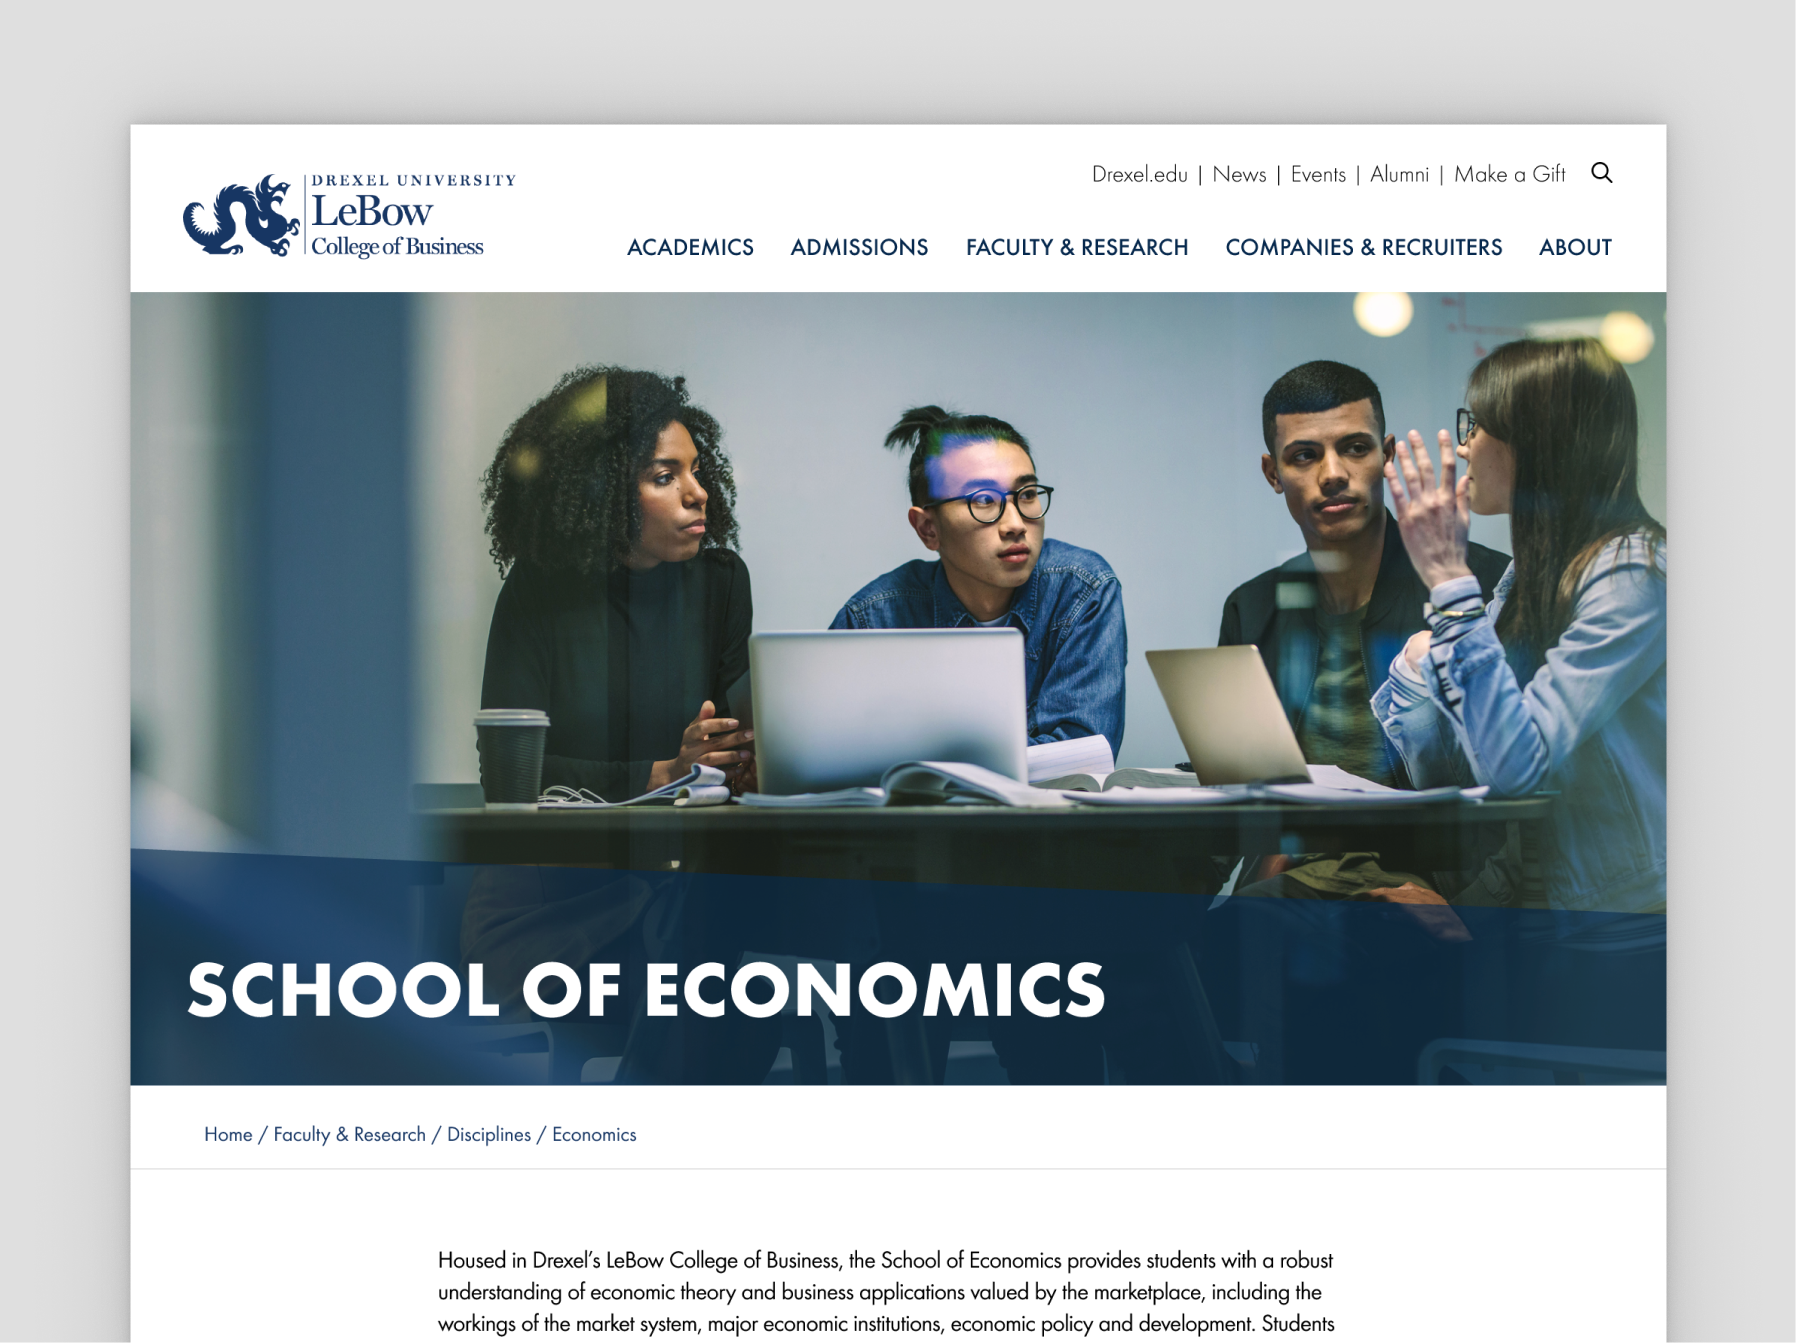 DREXEL UNIVERSITY
LeBow
College of Business
Drexel.edu | News | Events | Alumni | Make a Gift
ACADEMICS ADMISSIONS FACULTY & RESEARCH COMPANIES & RECRUITERS ABOUT
SCHOOL OF ECONOMICS
Home / Faculty & Research / Disciplines / Economics
Housed in Drexel’s LeBow College of Business, the School of Economics provides students with a robust
understanding of economic theory and business applications valued by the marketplace, including the
workings of the market system, major economic institutions, economic policy and development. Students